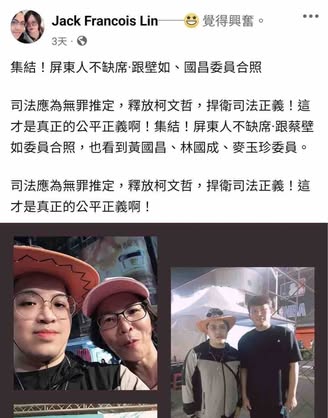 Jack Francois Lin 😆 覺得興奮。
3天 ·
集結！屏東人不缺席·跟壁如、國昌委員合照
司法應為無罪推定，釋放柯文哲，捍衛司法正義！這
才是真正的公平正義啊！集結！屏東人不缺席·跟蔡壁
如委員合照，也看到黃國昌、林國成、麥玉珍委員。
司法應為無罪推定，釋放柯文哲，捍衛司法正義！這
才是真正的公平正義啊！